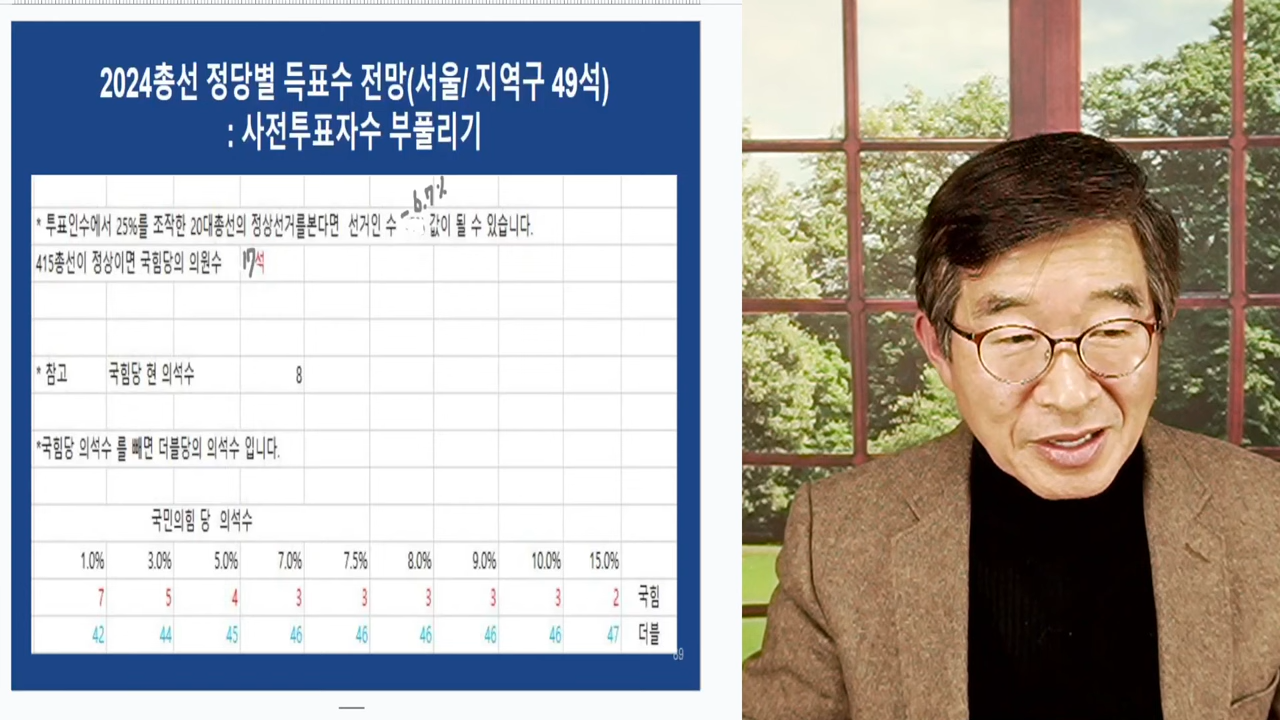 2024총선 정당별 득표수 전망(서울/ 지역구 49석)
: 사전투표자수 부풀리기
-6.7%
* 투표인수에서 25%를 조작한 20대총선의 정상선거를본다면 선거인 수 값이 될 수 있습니다.
415총선이 정상이면 국힘당의 의원수 17석
* 참고 국힘당 현 의석수 8
*국힘당 의석수 를 빼면 더불당의 의석수 입니다.
국민의힘 당 의석수
1.0% 3.0% 5.0% 7.0% 7.5% 8.0% 9.0% 10.0% 15.0%
7 5 4 3 3 3 3 3 2 국힘
42 44 45 46 46 46 46 46 47 더불
89